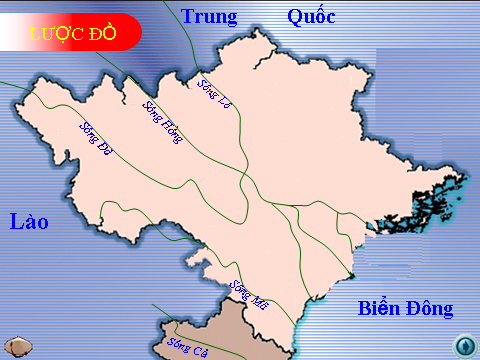 Trung Quốc
LƯỢC ĐỒ
Sông Lô
Sông Hồng
Sông Đà
Lào
Sông Mã
Biển Đông
Sông Cả